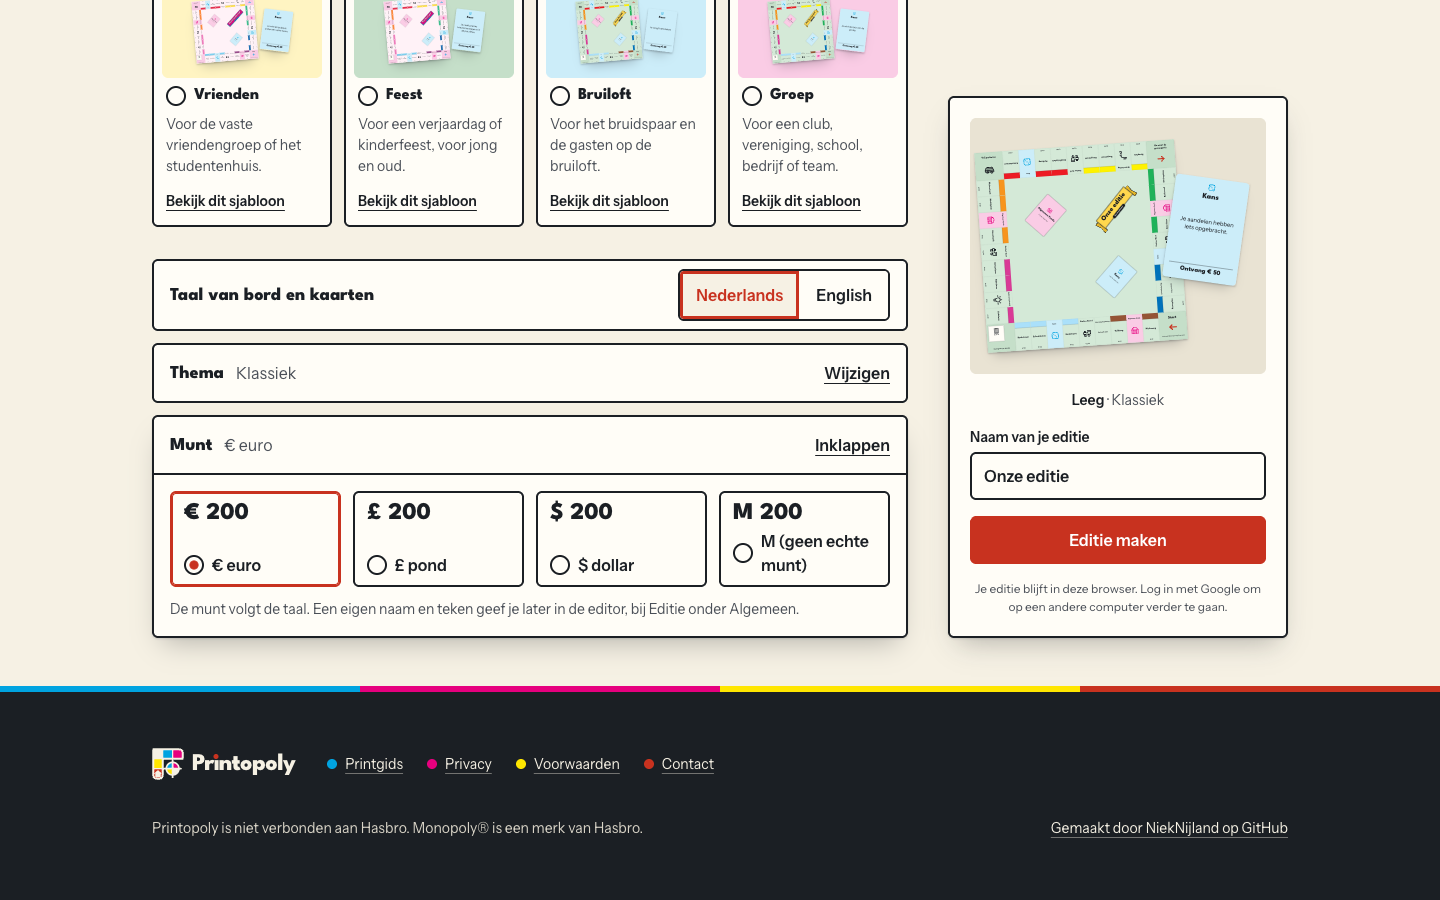 Vrienden
Voor de vaste
vriendengroep of het
studentenhuis.
Bekijk dit sjabloon
Feest
Voor een verjaardag of
kinderfeest, voor jong
en oud.
Bekijk dit sjabloon
Bruiloft
Voor het bruidspaar en
de gasten op de
bruiloft.
Bekijk dit sjabloon
Groep
Voor een club,
vereniging, school,
bedrijf of team.
Bekijk dit sjabloon
Taal van bord en kaarten
Nederlands
English
Thema Klassiek
Wijzigen
Munt € euro
Inklappen
€ 200
€ euro
£ 200
£ pond
$ 200
$ dollar
M 200
M (geen echte
munt)
De munt volgt de taal. Een eigen naam en teken geef je later in de editor, bij Editie onder Algemeen.
Onze editie
Kans
Je aandelen hebben
iets opgebracht.
Ontvang € 50
Leeg · Klassiek
Naam van je editie
Onze editie
Editie maken
Je editie blijft in deze browser. Log in met Google om
op een andere computer verder te gaan.
Printopoly
Printgids
Privacy
Voorwaarden
Contact
Printopoly is niet verbonden aan Hasbro. Monopoly® is een merk van Hasbro.
Gemaakt door NiekNijland op GitHub